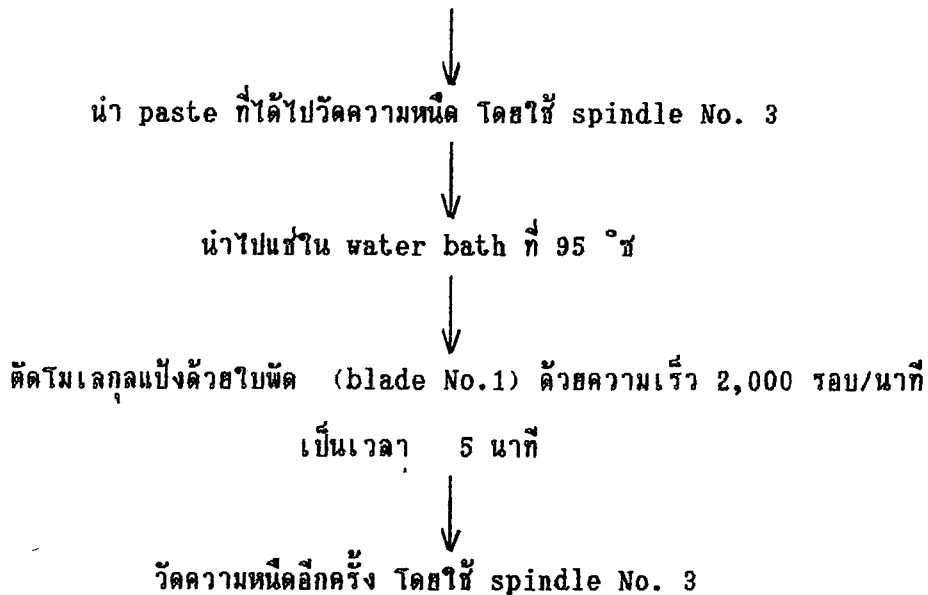 นำ paste ที่ได้ไปวัดความหนืด โดยใช้ spindle No. 3
นำไปแช่ใน water bath ที่ 95 °ซ
ตัดโมเลกุลแป้งด้วยใบพัด (blade No.1) ด้วยความเร็ว 2,000 รอบ/นาที
เป็นเวลา 5 นาที
วัดความหนืดอีกครั้ง โดยใช้ spindle No. 3